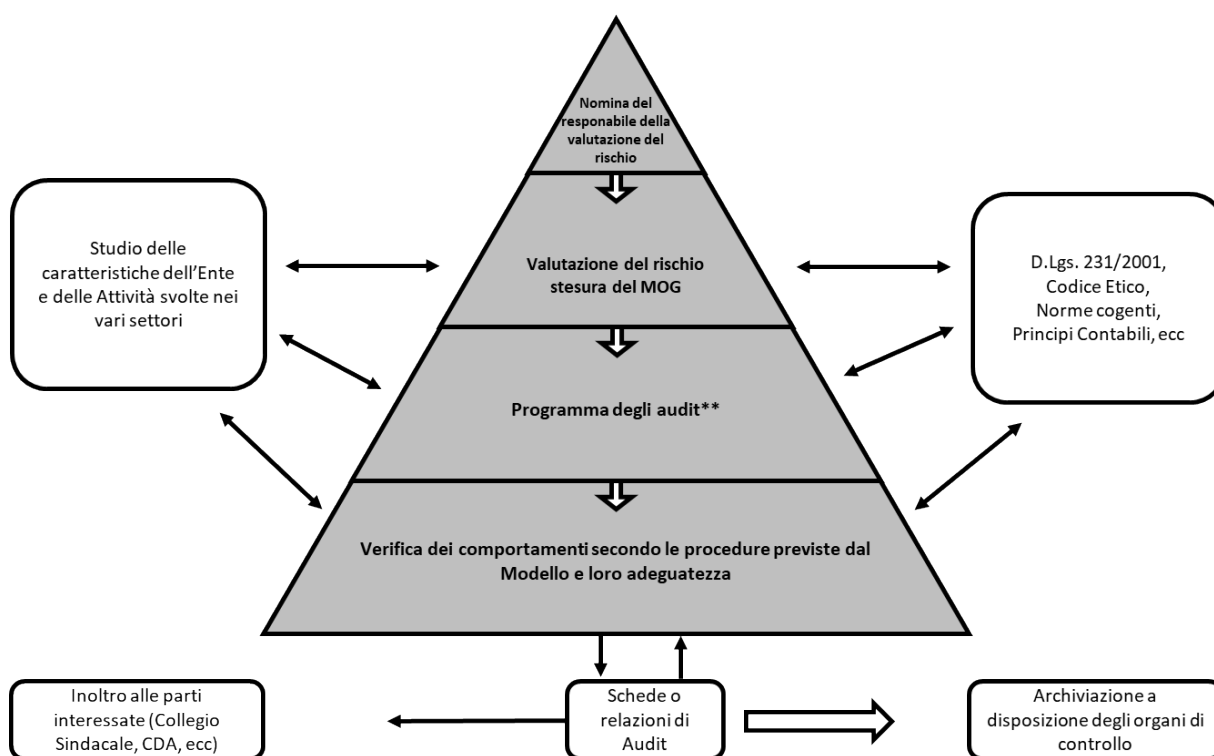 Nomina del
responabile della
valutazione del
rischio
Studio delle
caratteristiche dell'Ente
e delle Attività svolte nei
vari settori
Valutazione del rischio
stesura del MOG
D.Lgs. 231/2001,
Codice Etico,
Norme cogenti,
Principi Contabili, ecc
Programma degli audit**
Verifica dei comportamenti secondo le procedure previste dal
Modello e loro adeguatezza
Inoltro alle parti
interessate (Collegio
Sindacale, CDA, ecc)
Schede o
relazioni di
Audit
Archiviazione a
disposizione degli organi di
controllo